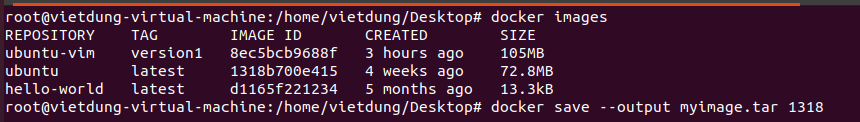 root@vietdung-virtual-machine:/home/vietdung/Desktop# docker images
REPOSITORY TAG IMAGE ID CREATED SIZE
ubuntu-vim version1 8ec5bcb9688f 3 hours ago 105MB
ubuntu latest 1318b700e415 4 weeks ago 72.8MB
hello-world latest d1165f221234 5 months ago 13.3kB
root@vietdung-virtual-machine:/home/vietdung/Desktop# docker save --output myimage.tar 1318